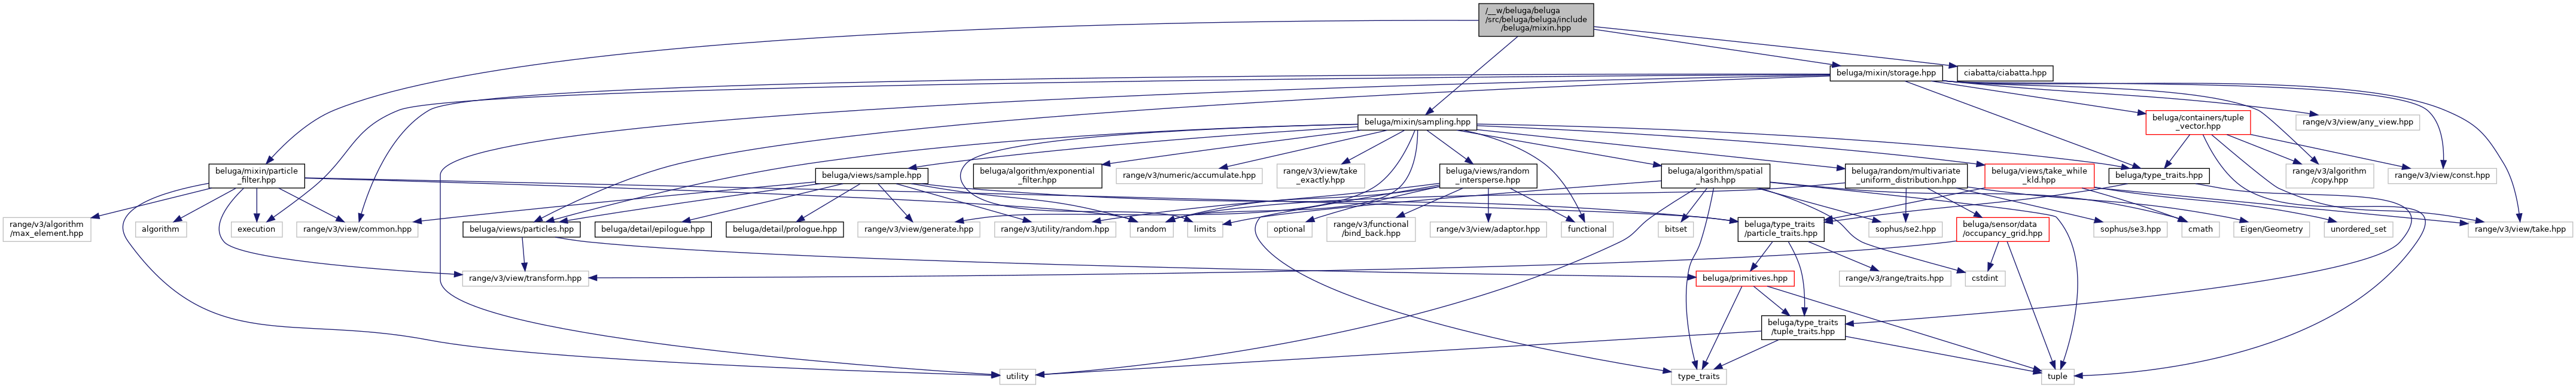 /__w/beluga/beluga
/src/beluga/beluga/include
/beluga/mixin.hpp
beluga/mixin/storage.hpp
ciabatta/ciabatta.hpp
beluga/mixin/sampling.hpp
beluga/containers/tuple
_vector.hpp
range/v3/view/any_view.hpp
beluga/mixin/particle
_filter.hpp
beluga/views/sample.hpp
beluga/algorithm/exponential
_filter.hpp
range/v3/numeric/accumulate.hpp
range/v3/view/take
_exactly.hpp
beluga/views/random
_intersperse.hpp
beluga/algorithm/spatial
_hash.hpp
beluga/random/multivariate
_uniform_distribution.hpp
beluga/views/take_while
_kld.hpp
beluga/type_traits.hpp
range/v3/algorithm
/copy.hpp
range/v3/view/const.hpp
range/v3/algorithm
/max_element.hpp
algorithm
execution
range/v3/view/common.hpp
beluga/views/particles.hpp
beluga/detail/epilogue.hpp
beluga/detail/prologue.hpp
range/v3/view/generate.hpp
range/v3/utility/random.hpp
random
limits
optional
range/v3/functional
/bind_back.hpp
range/v3/view/adaptor.hpp
functional
bitset
beluga/type_traits
/particle_traits.hpp
sophus/se2.hpp
beluga/sensor/data
/occupancy_grid.hpp
sophus/se3.hpp
cmath
Eigen/Geometry
unordered_set
range/v3/view/take.hpp
range/v3/view/transform.hpp
beluga/primitives.hpp
range/v3/range/traits.hpp
cstdint
beluga/type_traits
/tuple_traits.hpp
utility
type_traits
tuple